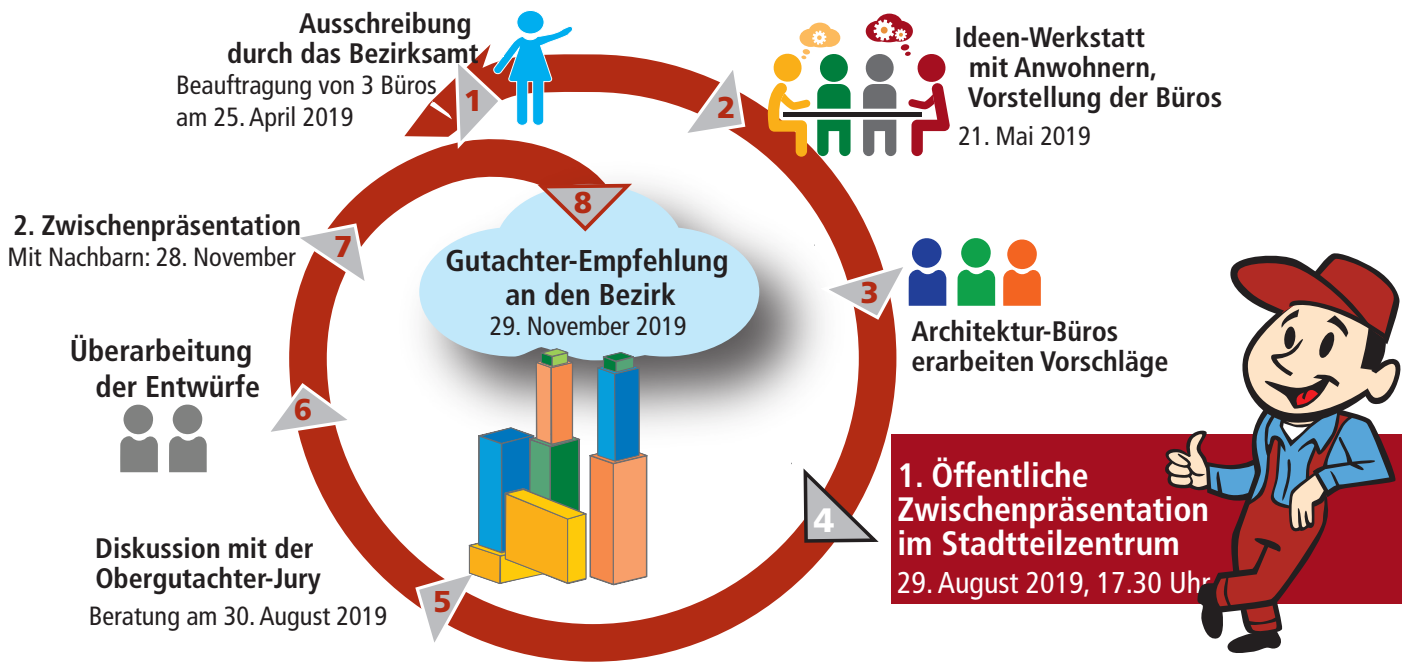 Ausschreibung
durch das Bezirksamt
Beauftragung von 3 Büros
am 25. April 2019
1
2
Ideen-Werkstatt
mit Anwohnern,
Vorstellung der Büros
21. Mai 2019
3
Architektur-Büros
erarbeiten Vorschläge
4
1. Öffentliche
Zwischenpräsentation
im Stadtteilzentrum
29. August 2019, 17.30 Uhr
5
Diskussion mit der
Obergutachter-Jury
Beratung am 30. August 2019
6
Überarbeitung
der Entwürfe
7
2. Zwischenpräsentation
Mit Nachbarn: 28. November
8
Gutachter-Empfehlung
an den Bezirk
29. November 2019